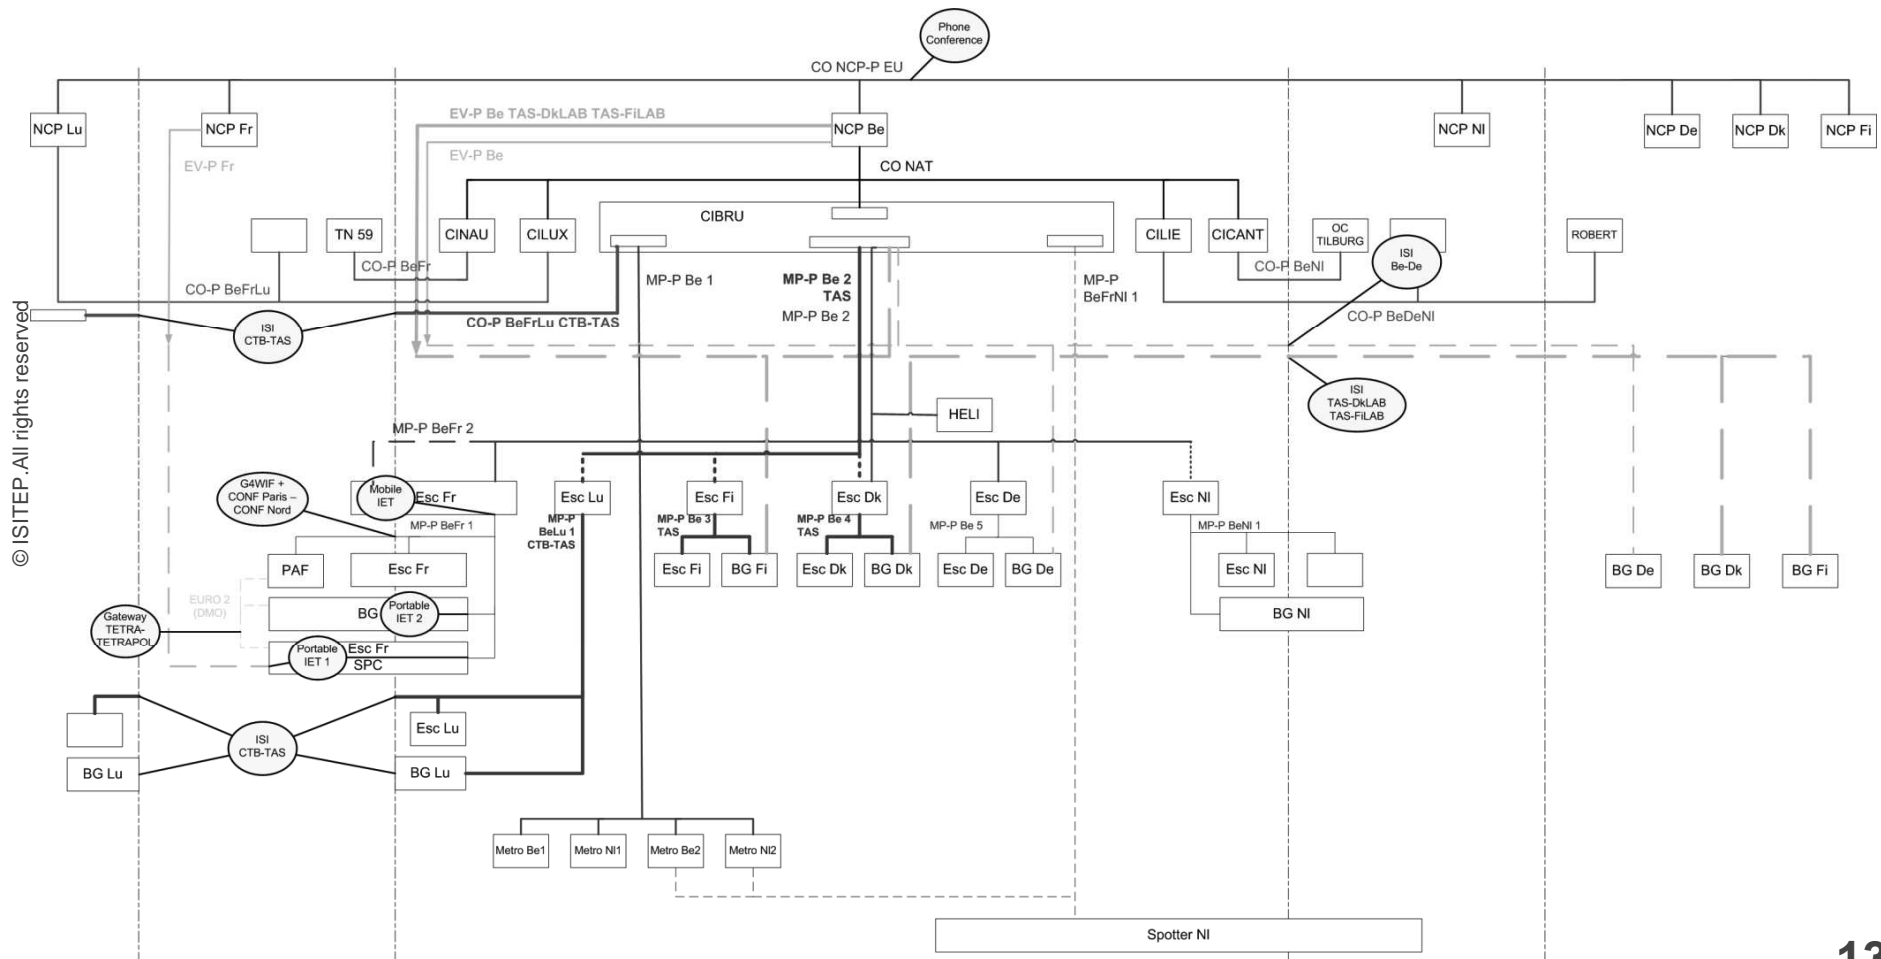 Phone
Conference
CO NCP-P EU
NCP Lu
NCP Fr
EV-P Be TAS-DkLAB TAS-FiLAB
NCP Be
NCP Nl
NCP De
NCP Dk
NCP Fi
EV-P Fr
EV-P Be
CO NAT
TN 59
CINAU
CILUX
CIBRU
CILIE
CICANT
OC
TILBURG
ROBERT
ISI
Be-De
CO-P BeFr
CO-P BeNl
CO-P BeFrLu
MP-P Be 1
MP-P Be 2
TAS
MP-P Be 2
MP-P
BeFrNl 1
CO-P BeDeNl
ISI
CTB-TAS
CO-P BeFrLu CTB-TAS
ISI
TAS-DkLAB
TAS-FiLAB
HELI
MP-P BeFr 2
G4WIF +
CONF Paris –
CONF Nord
Mobile
IET
Esc Fr
Esc Lu
Esc Fi
Esc Dk
Esc De
Esc Nl
MP-P BeFr 1
MP-P
BeLu 1
CTB-TAS
MP-P Be 3
TAS
MP-P Be 4
TAS
MP-P Be 5
MP-P BeNl 1
PAF
Esc Fr
Esc Fi
BG Fi
Esc Dk
BG Dk
Esc De
BG De
Esc Nl
BG De
BG Dk
BG Fi
EURO 2
(DMO)
Gateway
TETRA-
TETRAPOL
BG
Portable
IET 2
BG Nl
Portable
IET 1
Esc Fr
SPC
Esc Lu
ISI
CTB-TAS
BG Lu
BG Lu
Metro Be1
Metro Nl1
Metro Be2
Metro Nl2
Spotter Nl
© ISITEP.All rights reserved